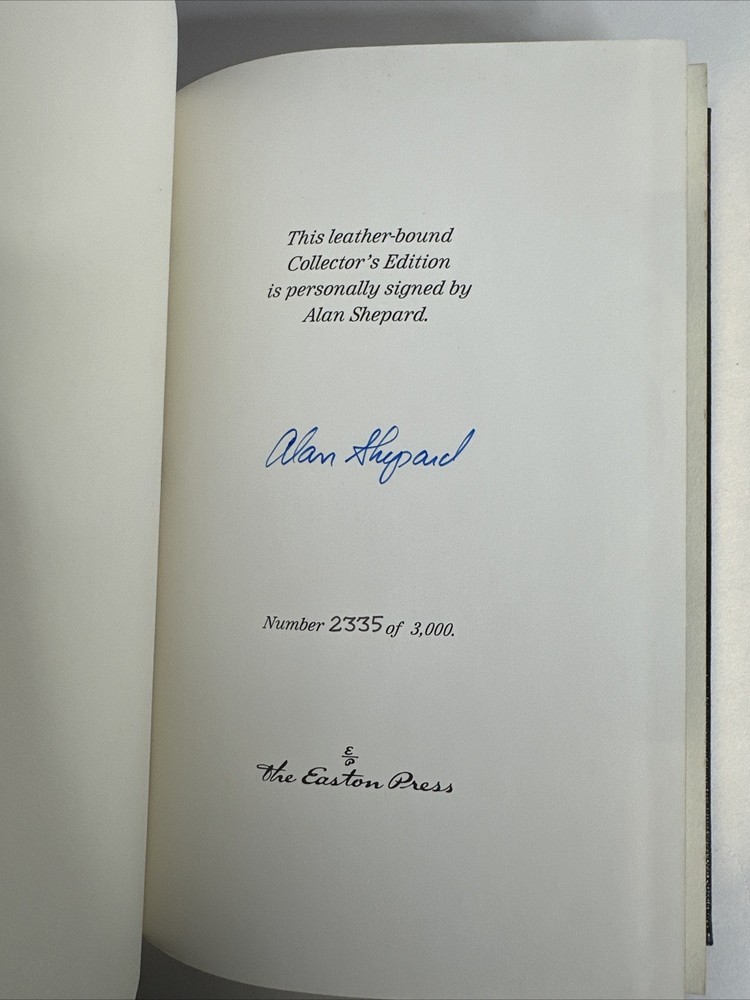 This leather-bound
Collector's Edition
is personally signed by
Alan Shepard.
Alan Shepard
Number 2335 of 3,000.
E
P
the Easton Press